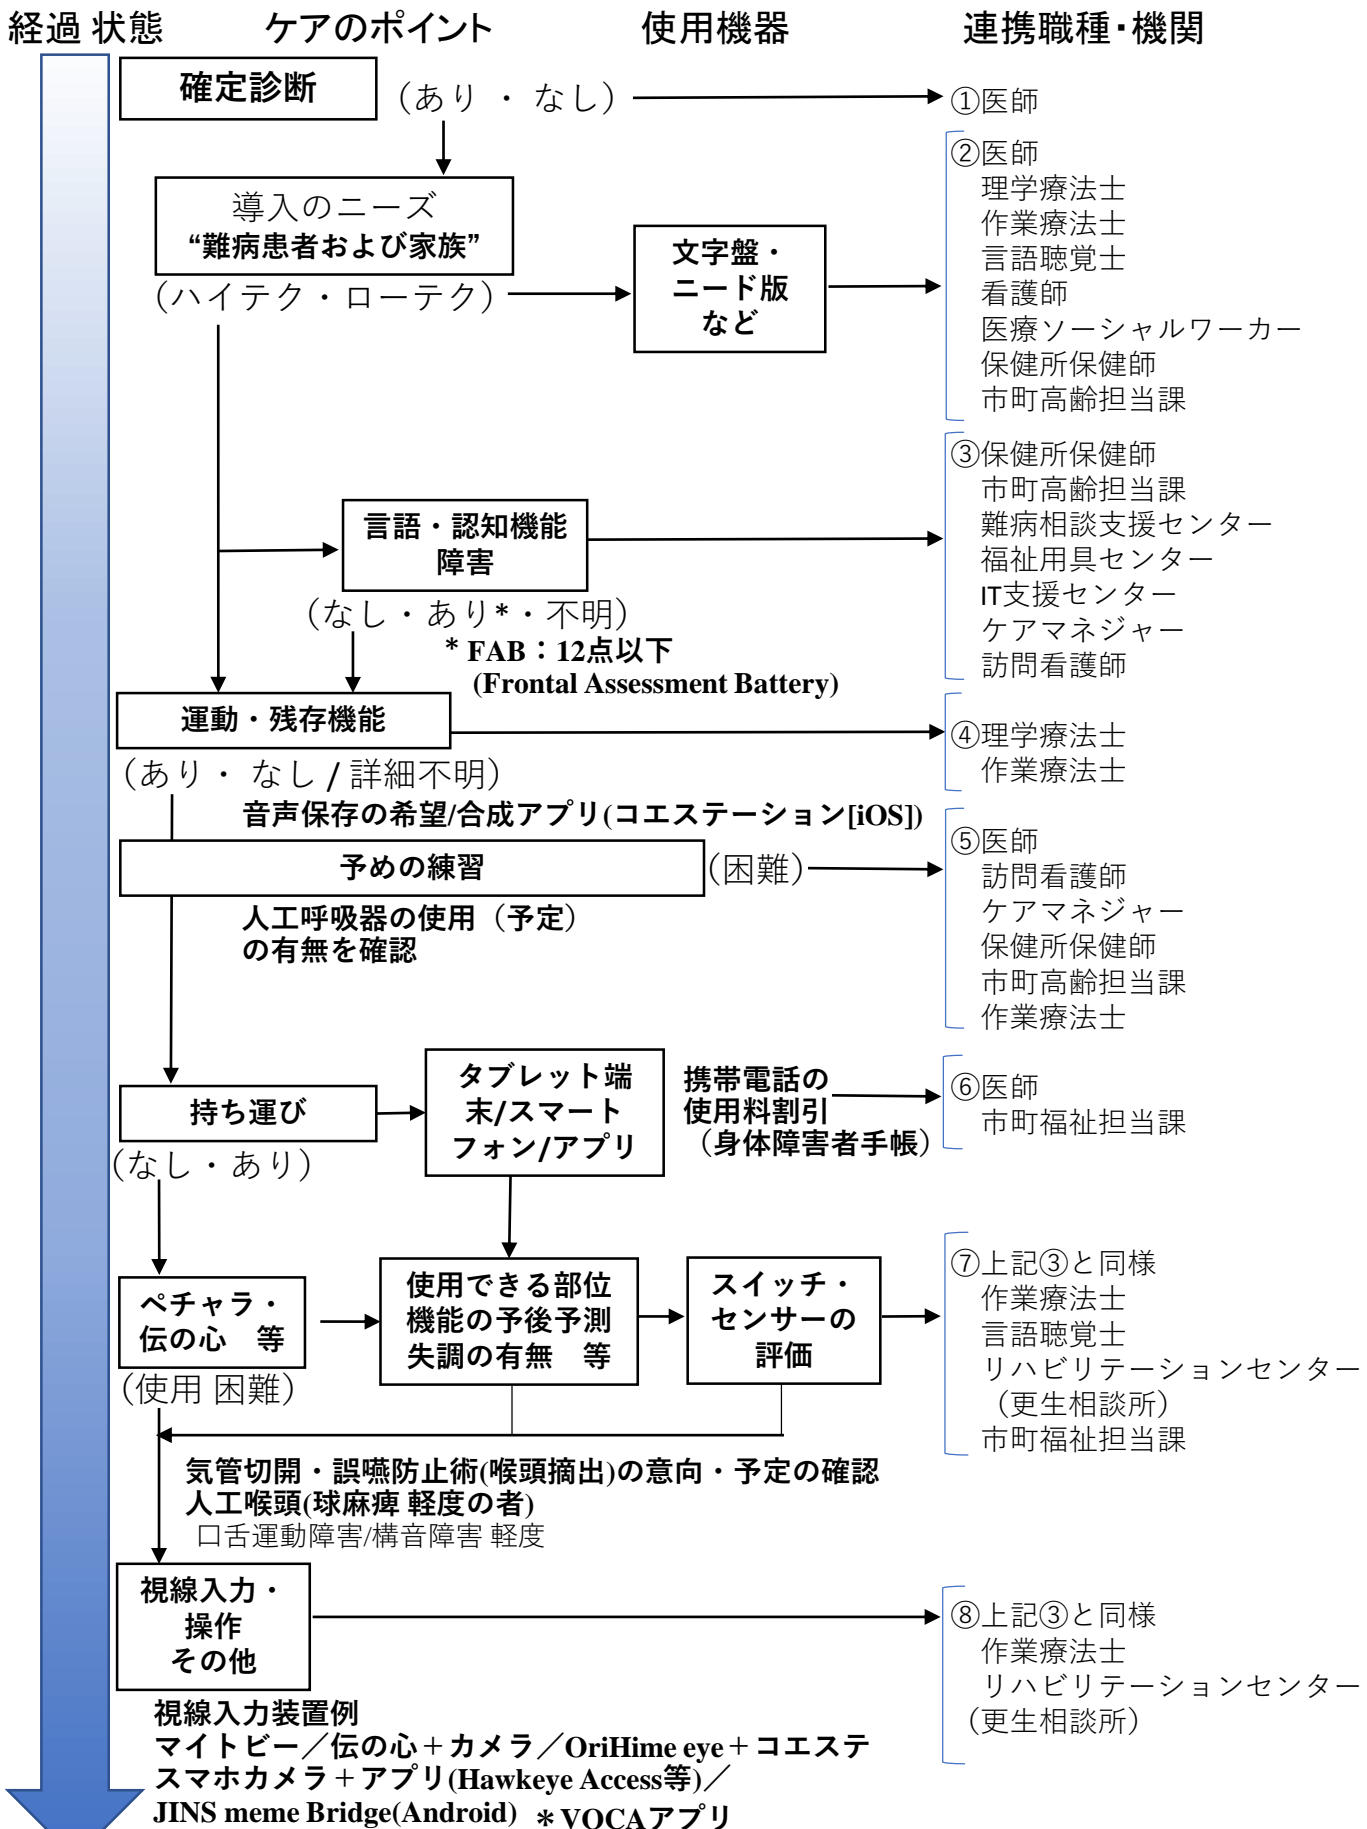 経過 状態　ケアのポイント　使用機器　連携職種・機関
確定診断
（あり ・ なし）
①医師
導入のニーズ
“難病患者および家族”
（ハイテク・ローテク）
文字盤・
ニード版
など
②医師
理学療法士
作業療法士
言語聴覚士
看護師
医療ソーシャルワーカー
保健所保健師
市町高齢担当課
言語・認知機能
障害
（なし・あり*・不明）
* FAB：12点以下
(Frontal Assessment Battery)
③保健所保健師
市町高齢担当課
難病相談支援センター
福祉用具センター
IT支援センター
ケアマネジャー
訪問看護師
運動・残存機能
（あり・ なし / 詳細不明）
④理学療法士
作業療法士
音声保存の希望/合成アプリ(コエステーション[iOS])
予めの練習
（困難）
人工呼吸器の使用（予定）
の有無を確認
⑤医師
訪問看護師
ケアマネジャー
保健所保健師
市町高齢担当課
作業療法士
持ち運び
（なし・あり）
タブレット端
末/スマート
フォン/アプリ
携帯電話の
使用料割引
（身体障害者手帳）
⑥医師
市町福祉担当課
ペチャラ・
伝の心　等
（使用 困難）
使用できる部位
機能の予後予測
失調の有無　等
スイッチ・
センサーの
評価
⑦上記③と同様
作業療法士
言語聴覚士
リハビリテーションセンター
（更生相談所）
市町福祉担当課
気管切開・誤嚥防止術(喉頭摘出)の意向・予定の確認
人工喉頭(球麻痺 軽度の者)
口舌運動障害/構音障害 軽度
視線入力・
操作
その他
⑧上記③と同様
作業療法士
リハビリテーションセンター
（更生相談所）
視線入力装置例
マイトビー／伝の心＋カメラ／OriHime eye＋コエステ
スマホカメラ＋アプリ(Hawkeye Access等)／
JINS meme Bridge(Android) ＊VOCAアプリ